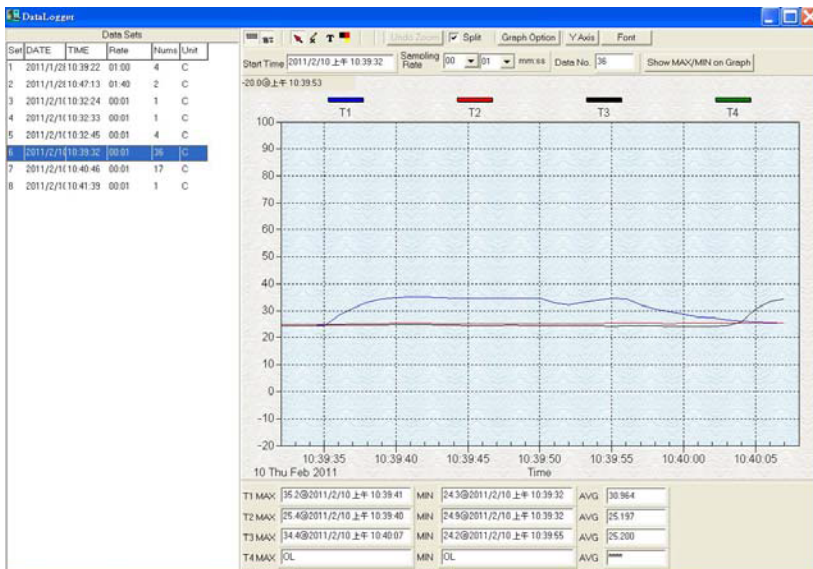 DataLogger
Data Sets
Set DATE TIME Rate Nums Unit
1 2011/1/2 10:39:22 01:00 4 C
2 2011/1/2 10:47:13 01:40 2 C
3 2011/2/1 10:32:24 00:01 1 C
4 2011/2/1 10:32:33 00:01 1 C
5 2011/2/1 10:32:45 00:01 4 C
6 2011/2/1 10:39:32 00:01 36 C
7 2011/2/1 10:40:46 00:01 17 C
8 2011/2/1 10:41:39 00:01 1 C
T Undo Zoom Split Graph Option Y Axis Font
Start Time 2011/2/10 上午 10:39:32 Sampling Rate 00 01 mm:ss Data No. 36 Show MAX/MIN on Graph
-20.0@上午 10:39:53
T1 T2 T3 T4
100
90
80
70
60
50
40
30
20
10
0
-10
-20
10:39:35 10:39:40 10:39:45 10:39:50 10:39:55 10:40:00 10:40:05
10 Thu Feb 2011 Time
T1 MAX 35.2@2011/2/10 上午 10:39:41 MIN 24.3@2011/2/10 上午 10:39:32 AVG 30.964
T2 MAX 25.4@2011/2/10 上午 10:39:40 MIN 24.9@2011/2/10 上午 10:39:32 AVG 25.197
T3 MAX 34.4@2011/2/10 上午 10:40:07 MIN 24.2@2011/2/10 上午 10:39:55 AVG 25.200
T4 MAX OL MIN OL AVG